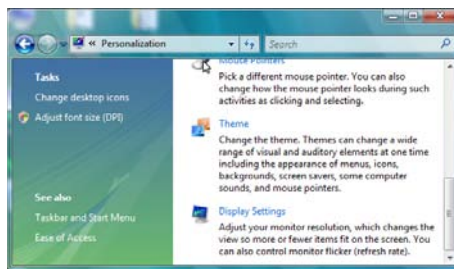 « Personalization
Search
Tasks
Change desktop icons
Adjust font size (DPI)
See also
Taskbar and Start Menu
Ease of Access
Mouse Pointers
Pick a different mouse pointer. You can also
change how the mouse pointer looks during such
activities as clicking and selecting.
Theme
Change the theme. Themes can change a wide
range of visual and auditory elements at one time
including the appearance of menus, icons,
backgrounds, screen savers, some computer
sounds, and mouse pointers.
Display Settings
Adjust your monitor resolution, which changes the
view so more or fewer items fit on the screen. You
can also control monitor flicker (refresh rate).